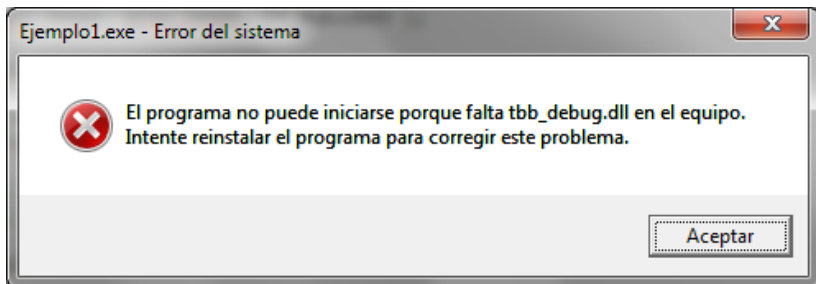 Ejemplo1.exe - Error del sistema
El programa no puede iniciarse porque falta tbb_debug.dll en el equipo.
Intente reinstalar el programa para corregir este problema.
Aceptar